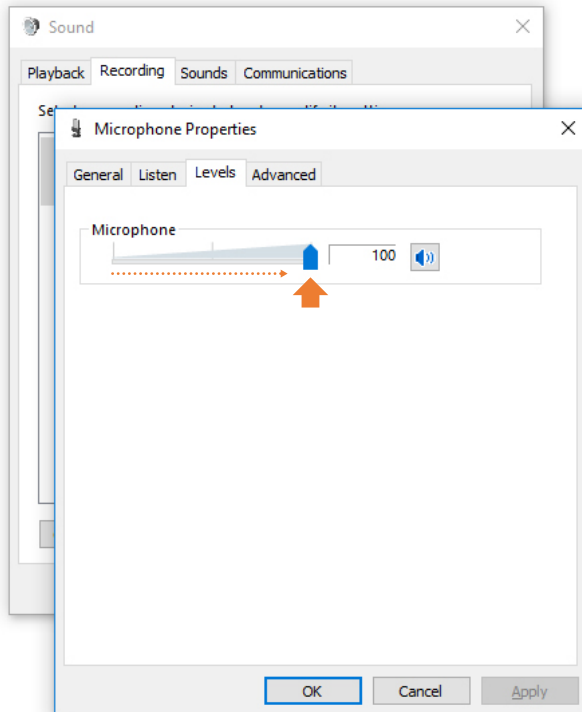 Sound
Playback Recording Sounds Communications
Microphone Properties
General Listen Levels Advanced
Microphone
100
OK Cancel Apply